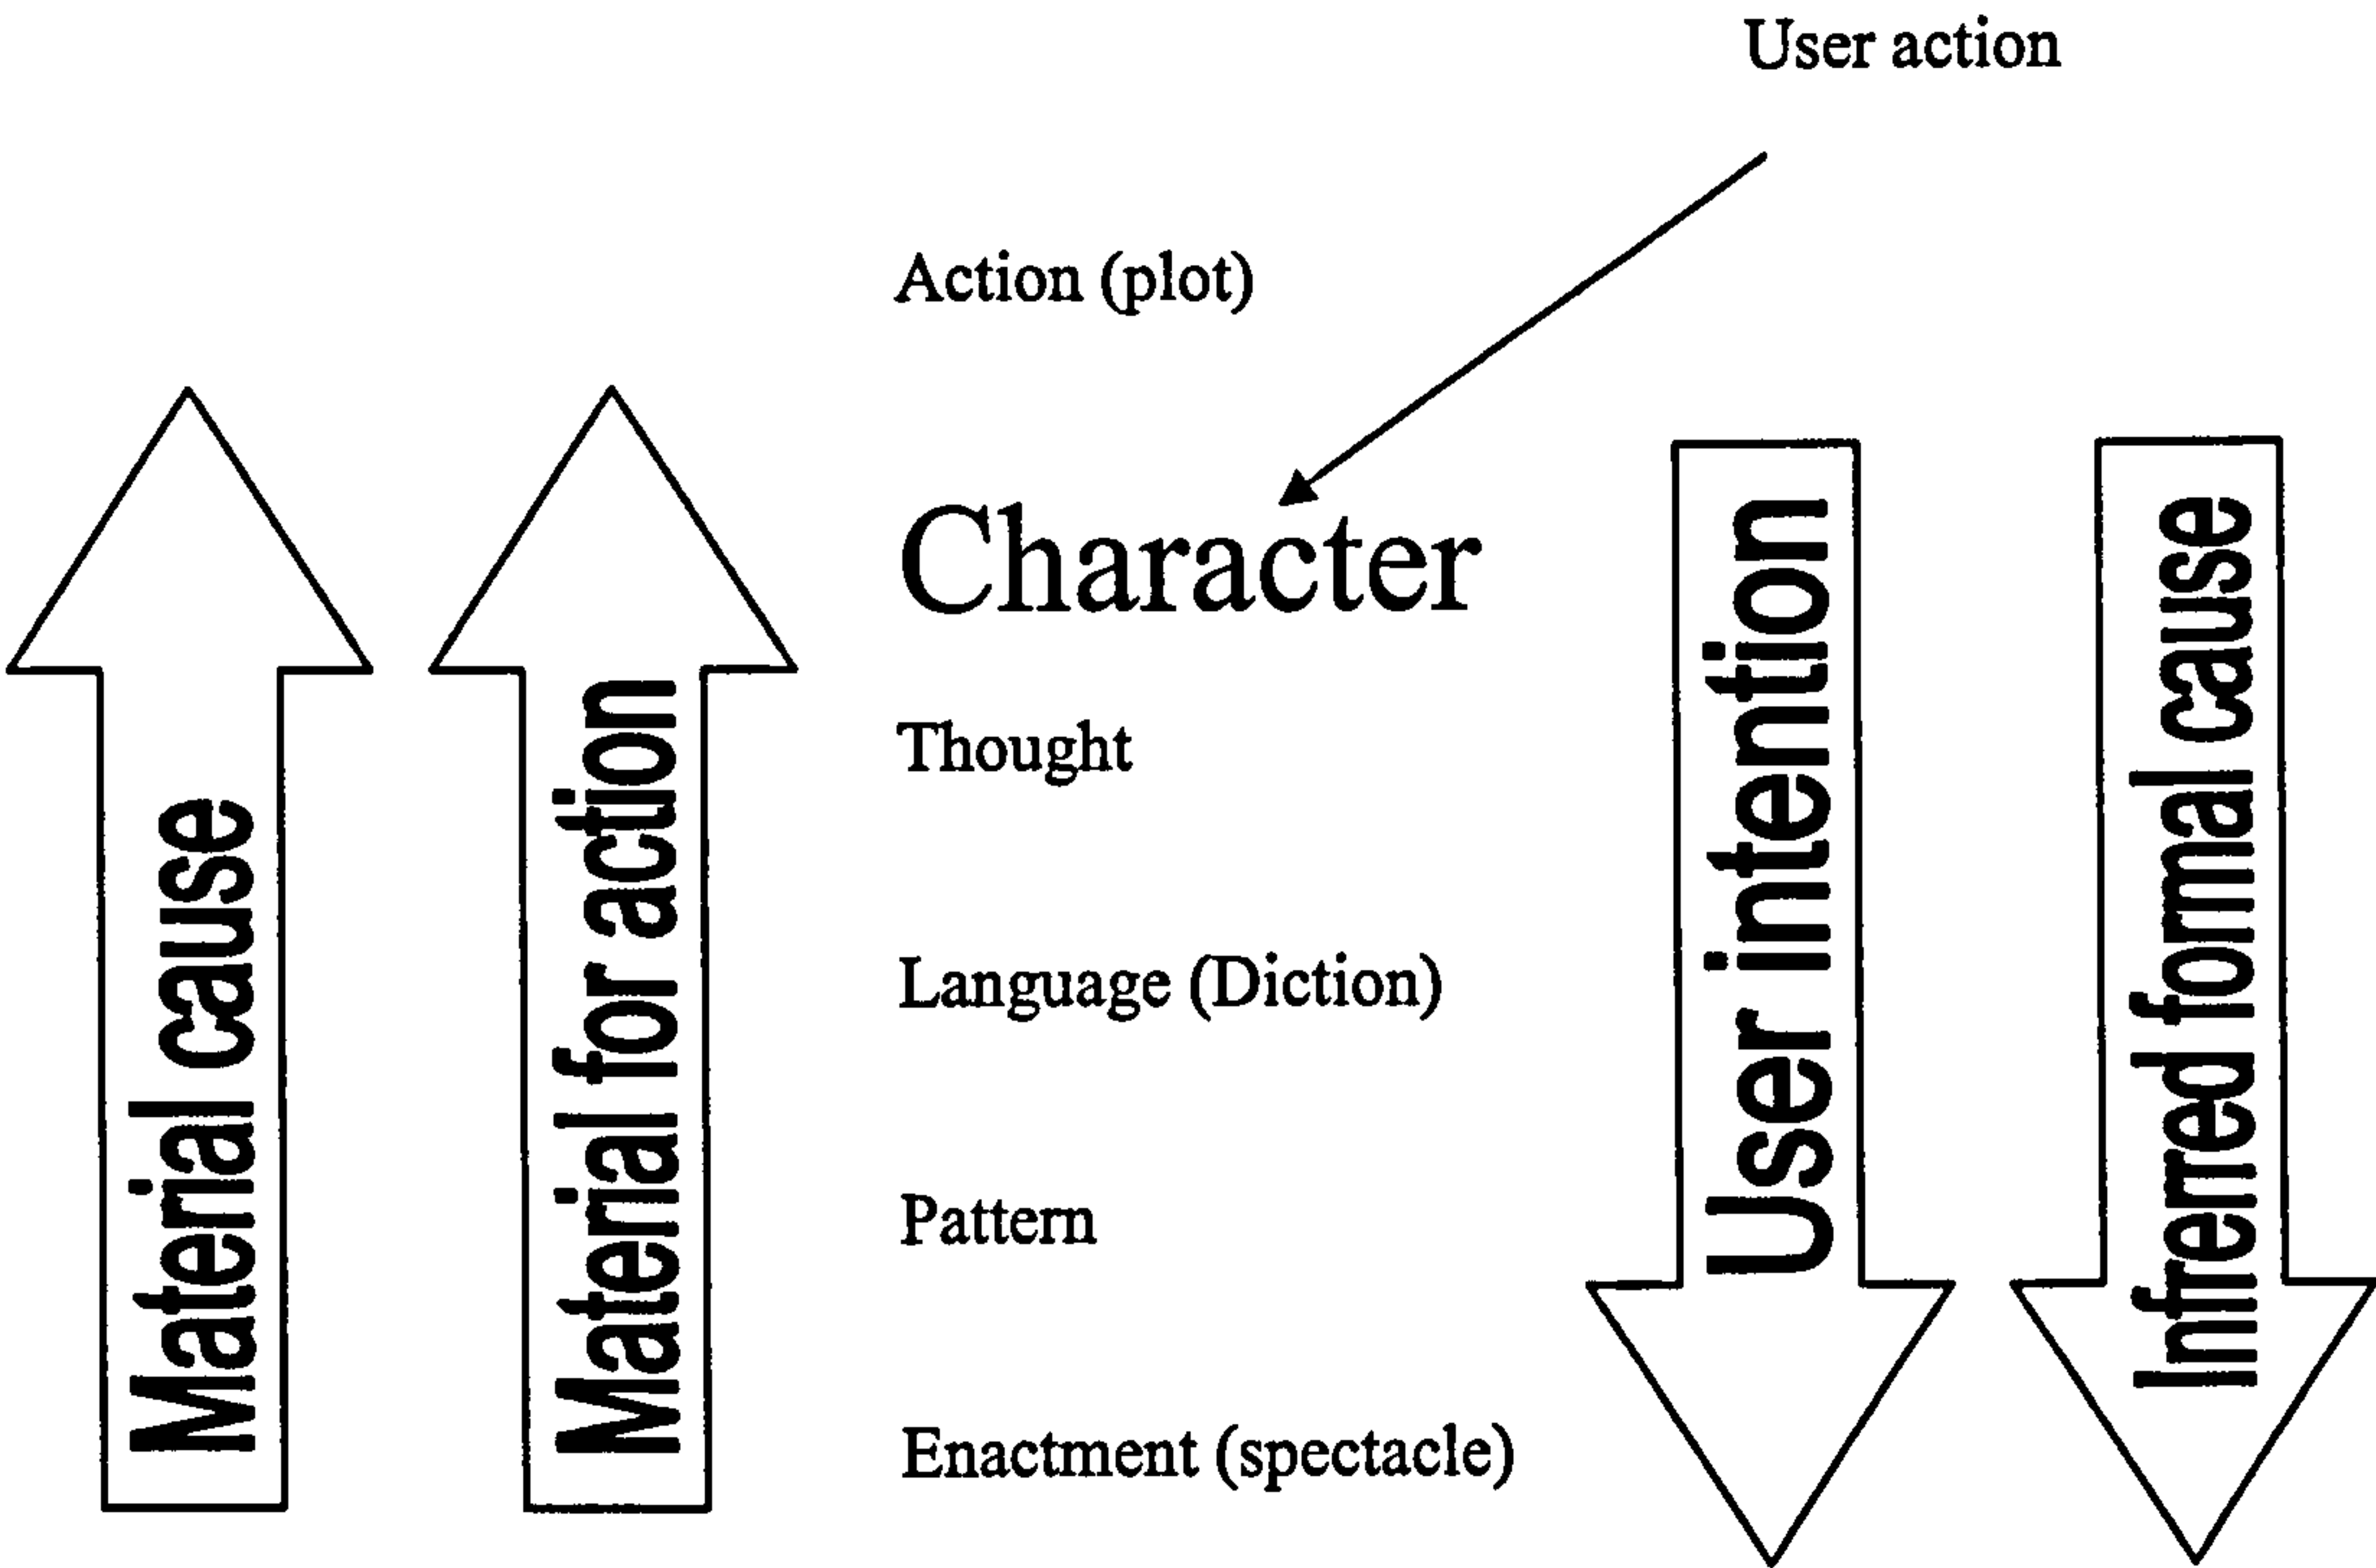 User action
Action (plot)
Character
Thought
Language (Diction)
Pattern
Enactment (spectacle)
Material cause
Material for action
User intention
Inferred formal cause